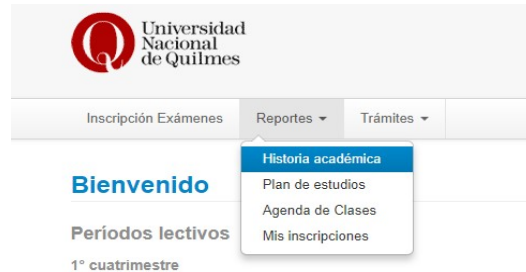 Universidad
Nacional
de Quilmes
Inscripción Exámenes Reportes Trámites
Historia académica
Plan de estudios
Agenda de Clases
Mis inscripciones
Bienvenido
Períodos lectivos
1° cuatrimestre